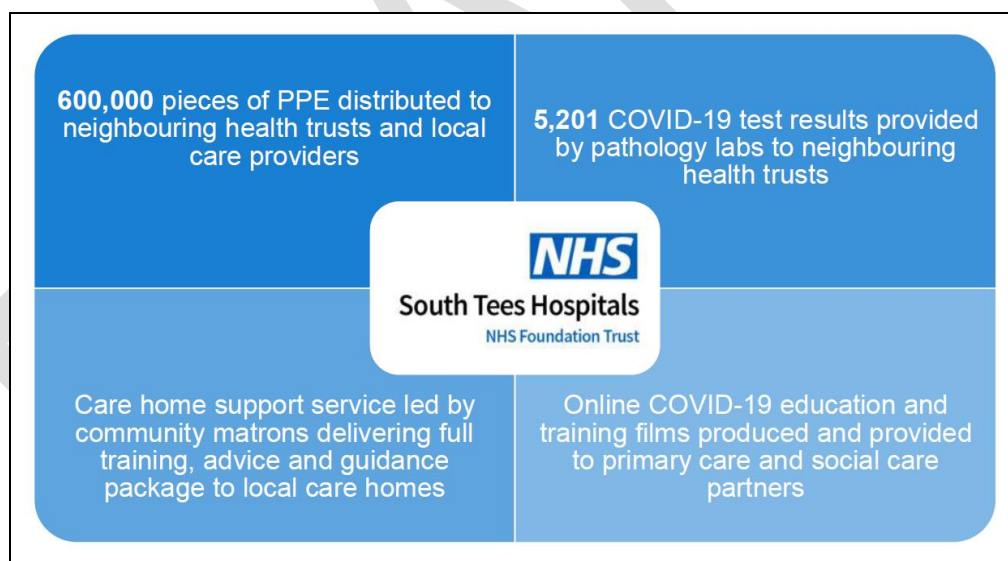 600,000 pieces of PPE distributed to
neighbouring health trusts and local
care providers
5,201 COVID-19 test results provided
by pathology labs to neighbouring
health trusts
NHS
South Tees Hospitals
NHS Foundation Trust
Care home support service led by
community matrons delivering full
training, advice and guidance
package to local care homes
Online COVID-19 education and
training films produced and provided
to primary care and social care
partners